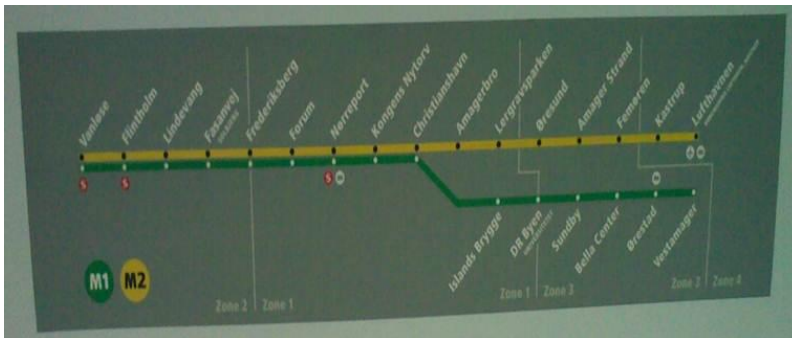 Vanløse
Flintholm
Lindevang
Fasanvej
Frederiksberg
Forum
Nørreport
Kongens Nytorv
Christianshavn
Amagerbro
Lergravsparken
Øresund
Amager Strand
Femøren
Kastrup
Lufthavnen
Islands Brygge
DR Byen
Sundby
Bella Center
Ørestad
Vestamager
M1 M2
Zone 2 Zone 1
Zone 1 Zone 3
Zone 3 Zone 4